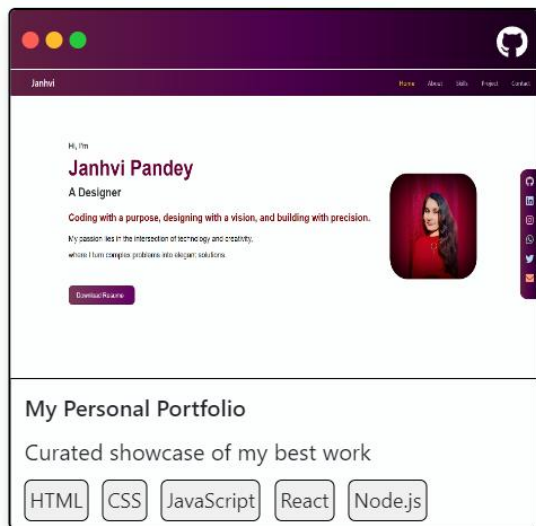 Janhvi
Home About Skills Project Contact
Hi, I'm
Janhvi Pandey
A Designer
Coding with a purpose, designing with a vision, and building with precision.
My passion lies in the intersection of technology and creativity,
where I turn complex problems into elegant solutions.
Download Resume
My Personal Portfolio
Curated showcase of my best work
HTML CSS JavaScript React Node.js